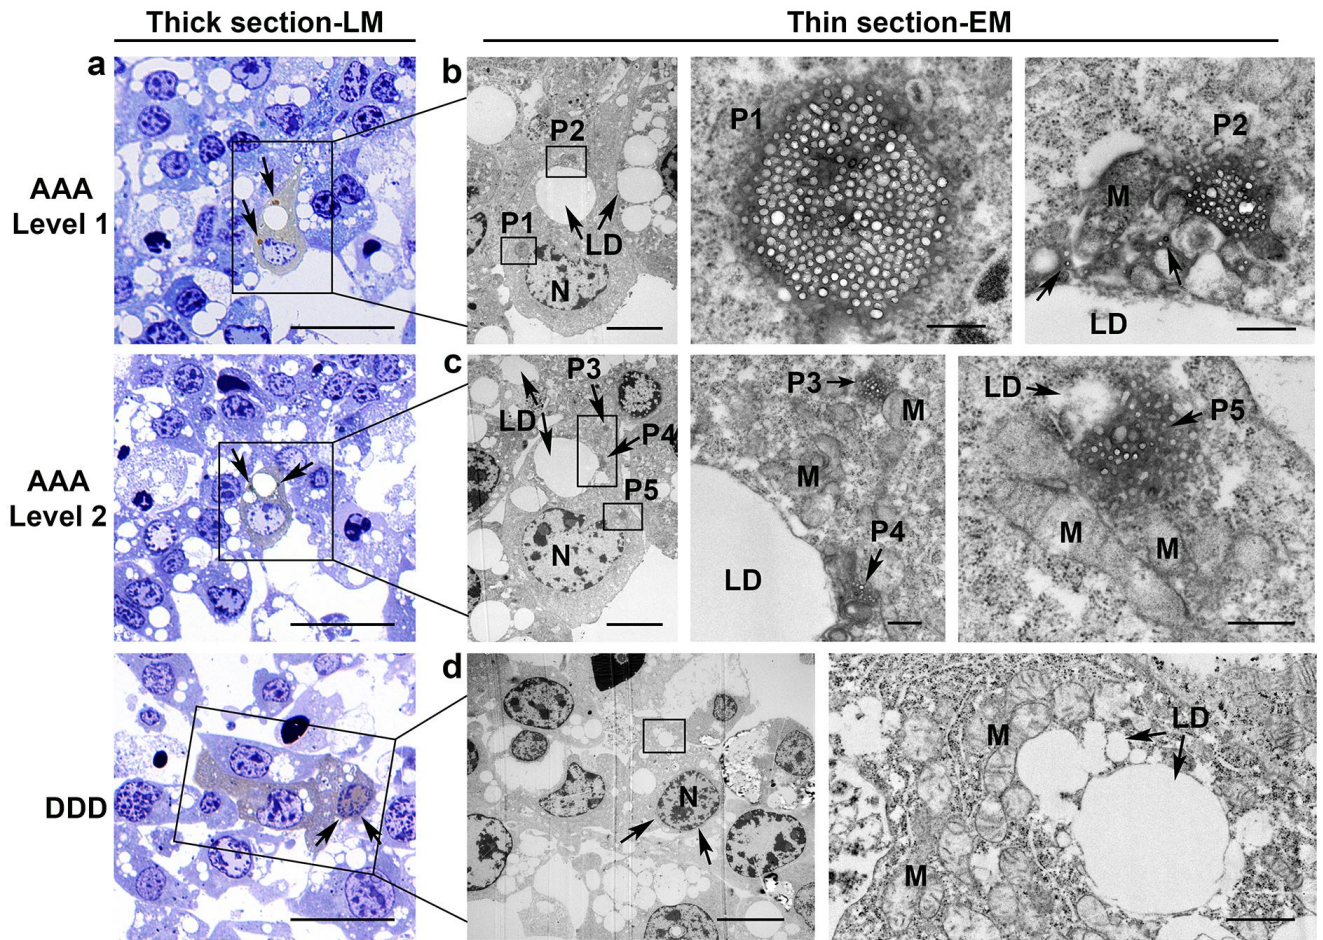 Thick section-LM
Thin section-EM
a
AAA
Level 1
b
P2
P1
LD
N
P1
P2
M
LD
AAA
Level 2
c
P3
LD
P4
P5
N
P3
M
M
P4
LD
LD
P5
M
M
DDD
d
N
LD
M
M